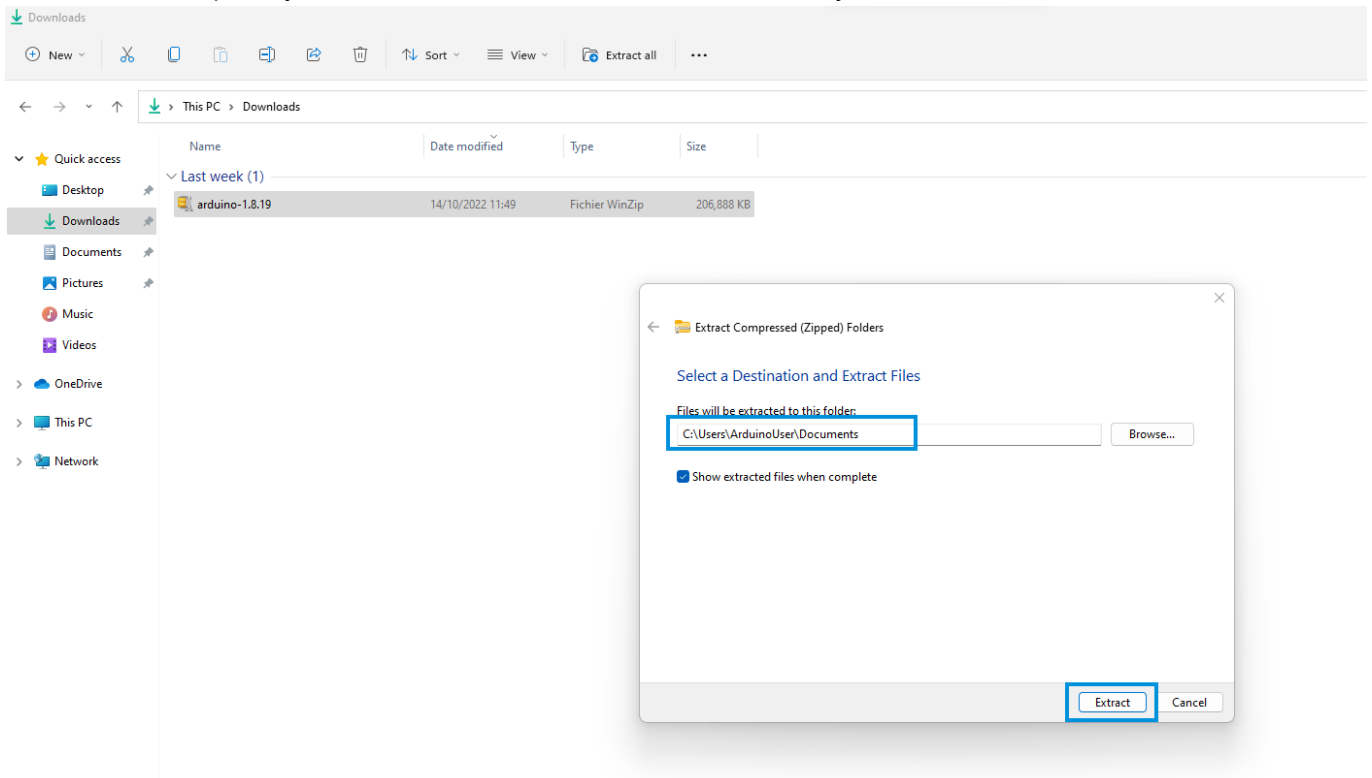 Downloads
New
Sort
View
Extract all
This PC > Downloads
Name Date modified Type Size
Quick access
Last week (1)
Desktop
arduino-1.8.19 14/10/2022 11:49 Fichier WinZip 206,888 KB
Downloads
Documents
Pictures
Music
Videos
OneDrive
This PC
Network
Extract Compressed (Zipped) Folders
Select a Destination and Extract Files
Files will be extracted to this folder:
C:\Users\ArduinoUser\Documents
Browse...
Show extracted files when complete
Extract Cancel